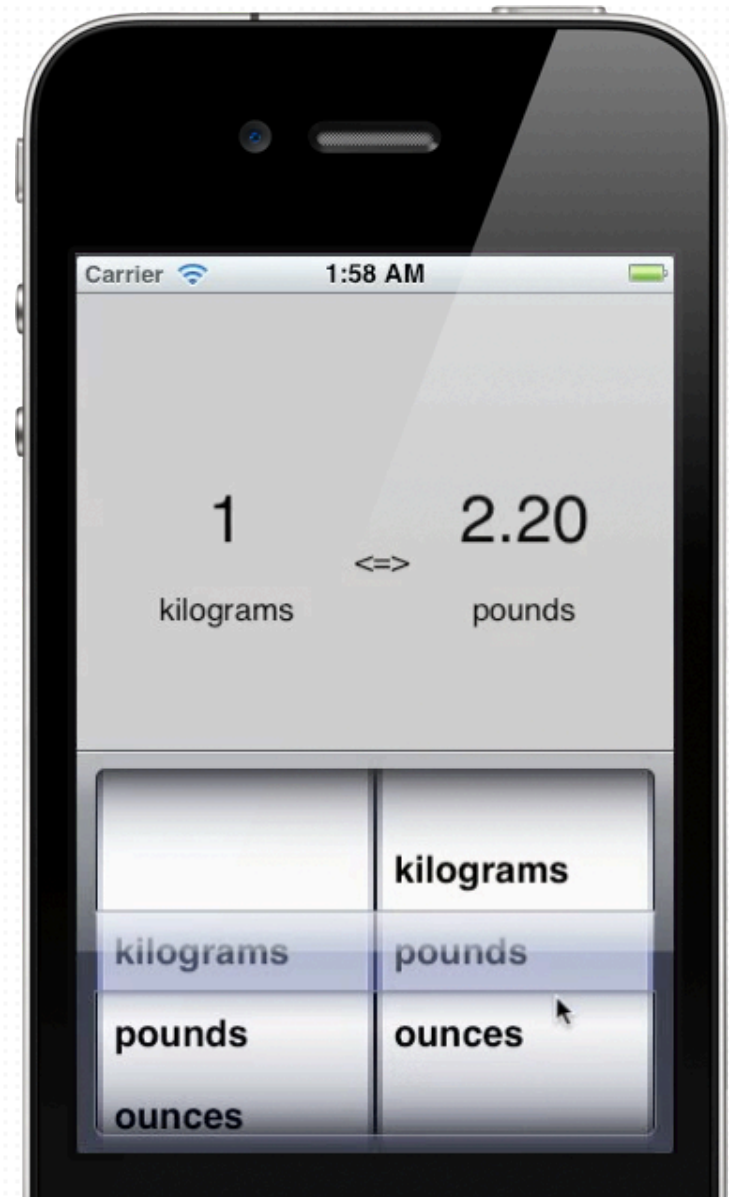 Carrier 1:58 AM
1 2.20
<=>
kilograms pounds
kilograms
kilograms pounds
pounds ounces
ounces